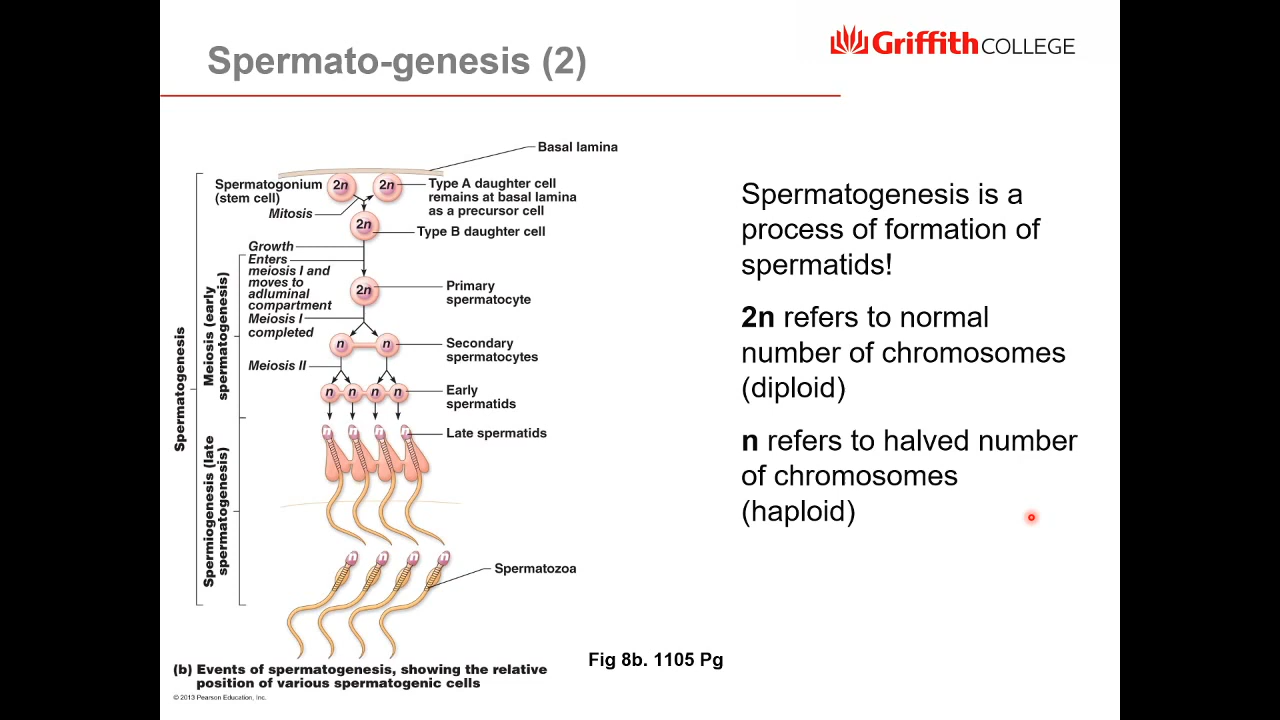 Spermato-genesis (2)
Griffith COLLEGE
Basal lamina
Spermatogonium
(stem cell)
2n
2n
Type A daughter cell
remains at basal lamina
as a precursor cell
Mitosis
2n
Type B daughter cell
Growth
Enters
meiosis I and
moves to
adluminal
compartment
2n
Primary
spermatocyte
Meiosis I
completed
n
n
Secondary
spermatocytes
Meiosis II
n
n
n
n
Early
spermatids
n
n
n
n
Late spermatids
n
n
n
n
Spermatozoa
Spermatogenesis
Meiosis (early
spermatogenesis)
Spermiogenesis (late
spermatogenesis)
(b) Events of spermatogenesis, showing the relative
position of various spermatogenic cells
© 2013 Pearson Education, Inc.
Fig 8b. 1105 Pg
Spermatogenesis is a
process of formation of
spermatids!
2n refers to normal
number of chromosomes
(diploid)
n refers to halved number
of chromosomes
(haploid)